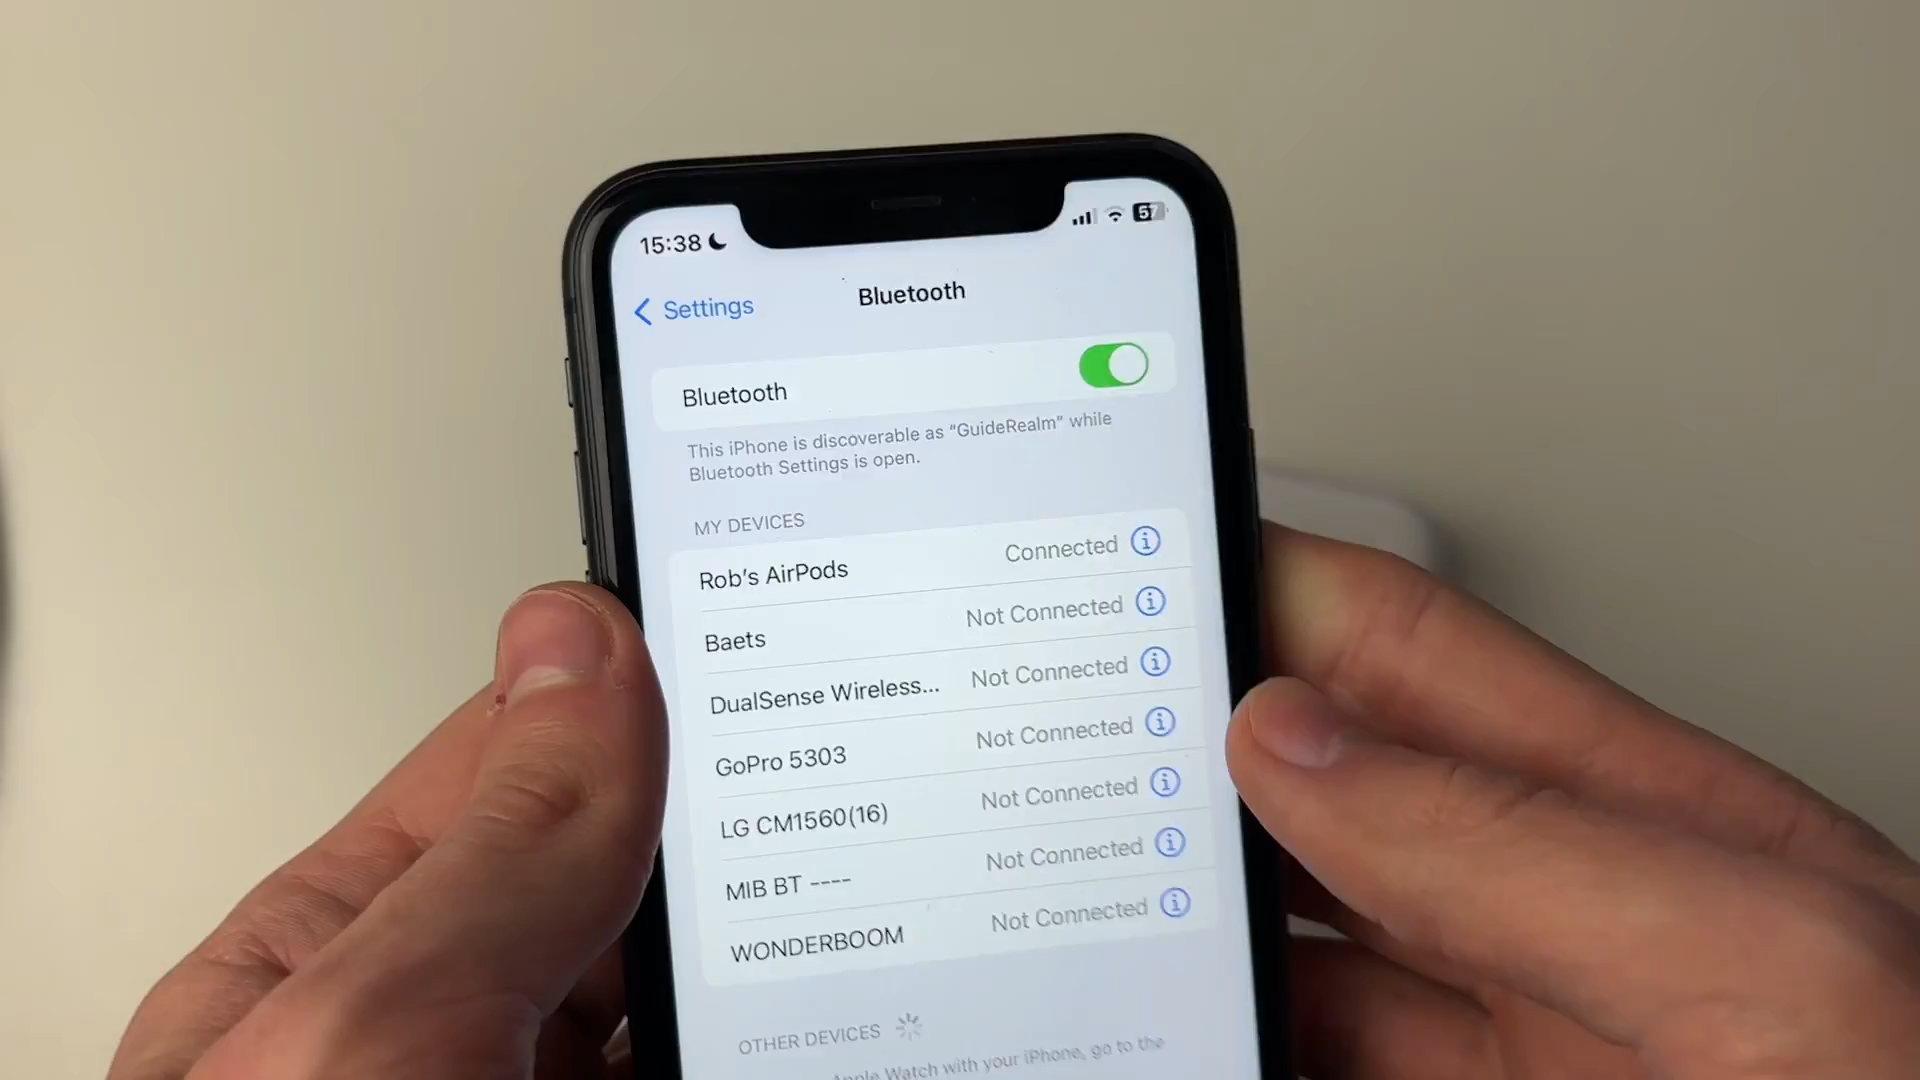 15:38
57
Settings
Bluetooth
Bluetooth
This iPhone is discoverable as “GuideRealm” while
Bluetooth Settings is open.
MY DEVICES
Rob’s AirPods Connected
Baets Not Connected
DualSense Wireless... Not Connected
GoPro 5303 Not Connected
LG CM1560(16) Not Connected
MIB BT ---- Not Connected
WONDERBOOM Not Connected
OTHER DEVICES
Apple Watch with your iPhone, go to the